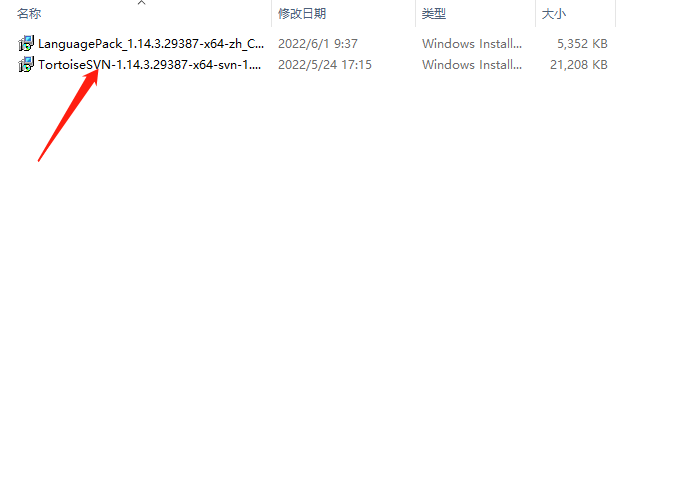 名称 修改日期 类型 大小
LanguagePack_1.14.3.29387-x64-zh_C... 2022/6/1 9:37 Windows Install... 5,352 KB
TortoiseSVN-1.14.3.29387-x64-svn-1.... 2022/5/24 17:15 Windows Install... 21,208 KB